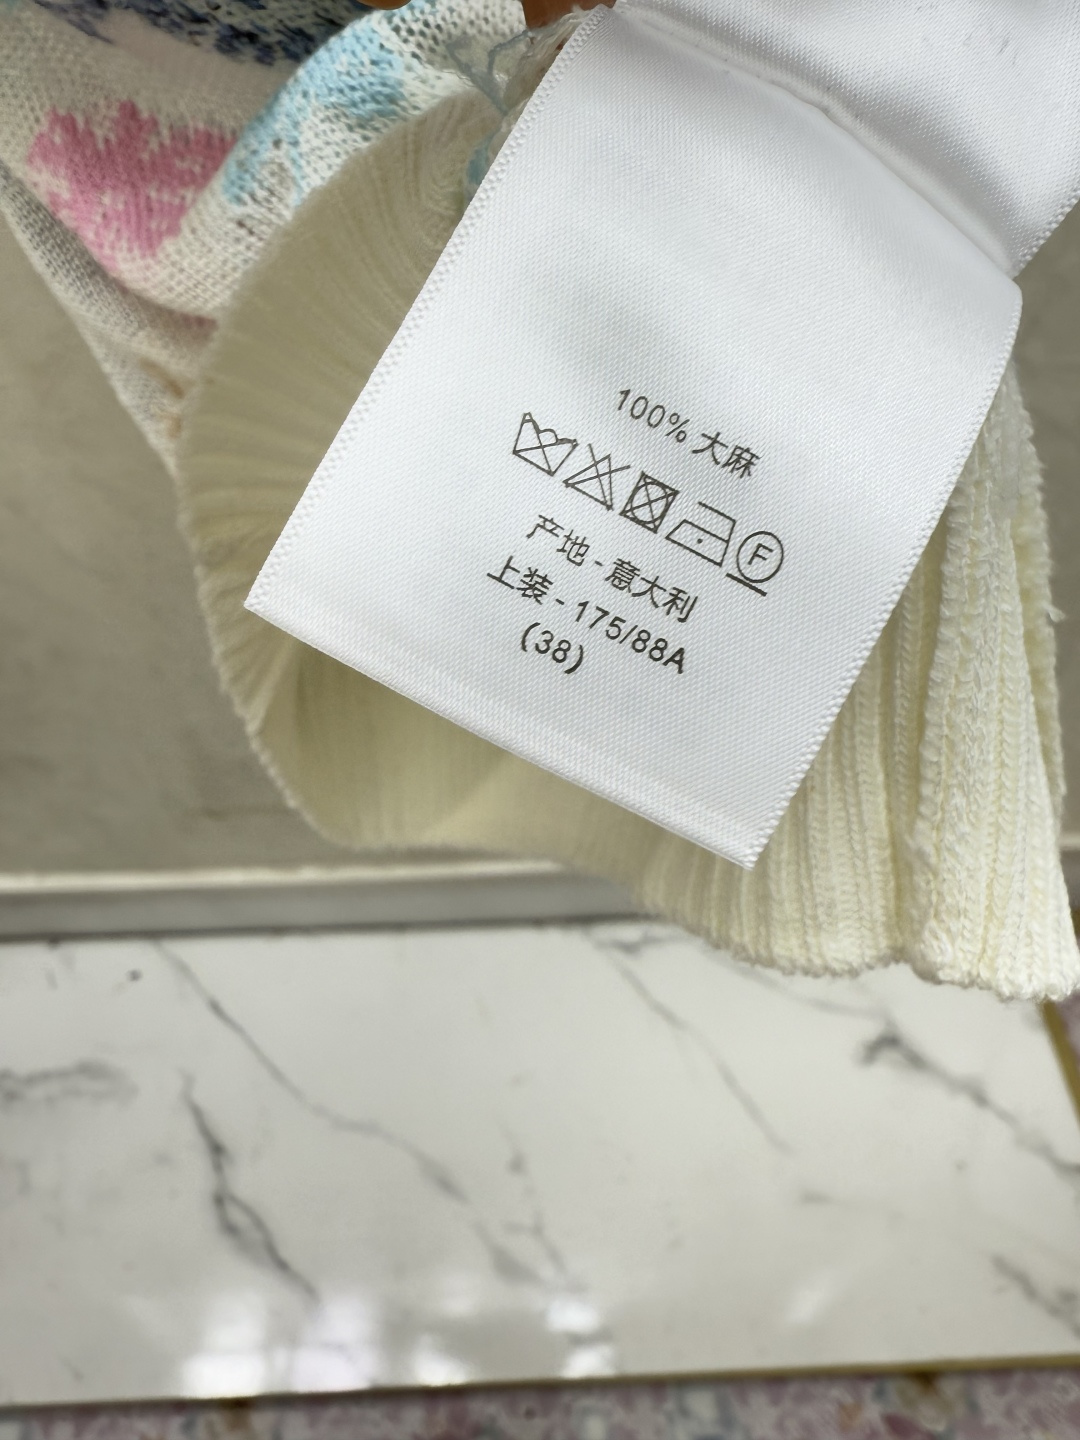 100% 大麻
F
产地 - 意大利
上装 - 175/88A
(38)